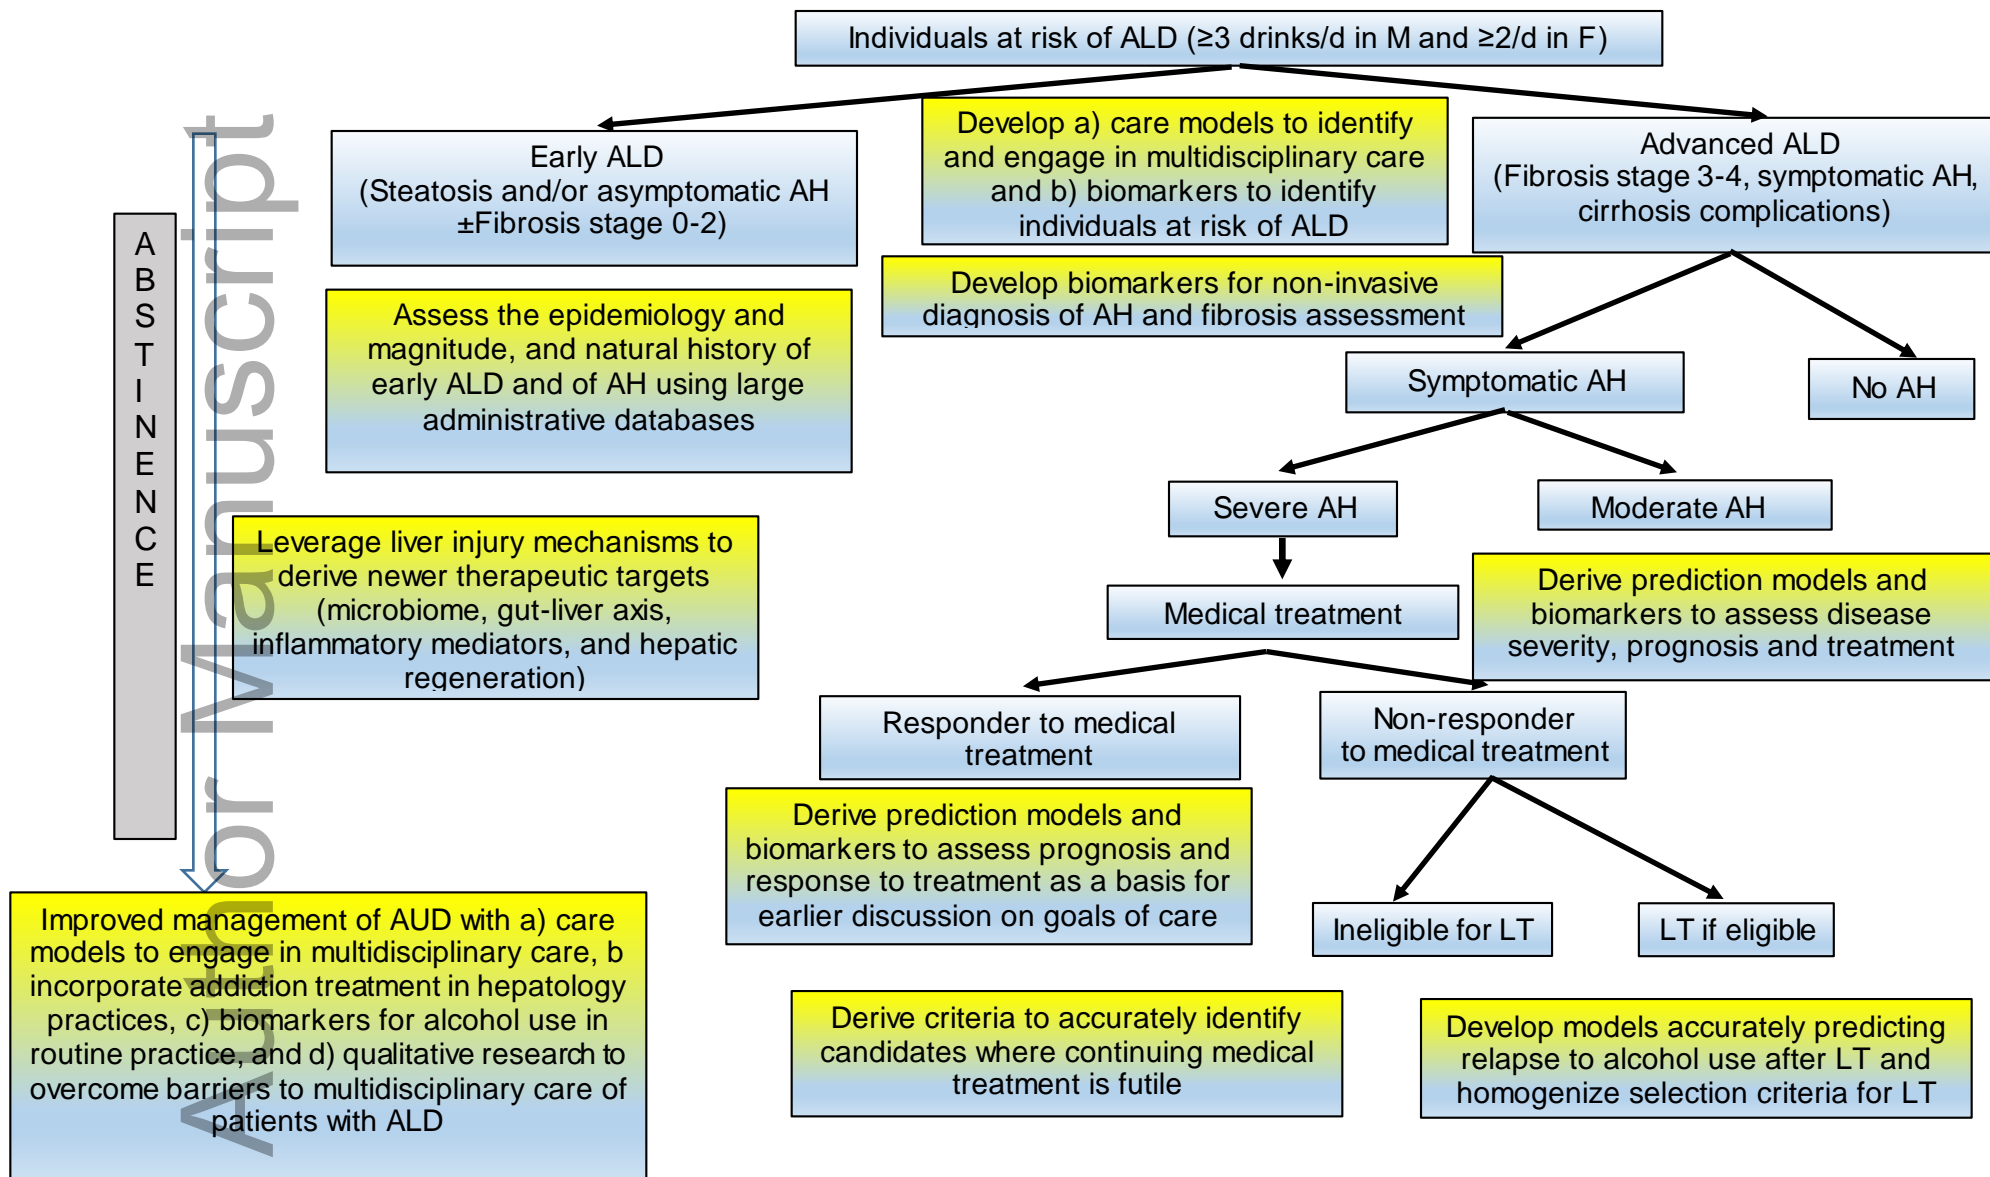 Individuals at risk of ALD (≥3 drinks/d in M and ≥2/d in F)
Early ALD
(Steatosis and/or asymptomatic AH
±Fibrosis stage 0-2)
Develop a) care models to identify
and engage in multidisciplinary care
and b) biomarkers to identify
individuals at risk of ALD
Advanced ALD
(Fibrosis stage 3-4, symptomatic AH,
cirrhosis complications)
Develop biomarkers for non-invasive
diagnosis of AH and fibrosis assessment
Assess the epidemiology and
magnitude, and natural history of
early ALD and of AH using large
administrative databases
Symptomatic AH
No AH
Severe AH
Moderate AH
ABSTINENCE
Author Manuscript
Leverage liver injury mechanisms to
derive newer therapeutic targets
(microbiome, gut-liver axis,
inflammatory mediators, and hepatic
regeneration)
Medical treatment
Derive prediction models and
biomarkers to assess disease
severity, prognosis and treatment
Responder to medical
treatment
Non-responder
to medical treatment
Derive prediction models and
biomarkers to assess prognosis and
response to treatment as a basis for
earlier discussion on goals of care
Ineligible for LT
LT if eligible
Improved management of AUD with a) care
models to engage in multidisciplinary care, b
incorporate addiction treatment in hepatology
practices, c) biomarkers for alcohol use in
routine practice, and d) qualitative research to
overcome barriers to multidisciplinary care of
patients with ALD
Derive criteria to accurately identify
candidates where continuing medical
treatment is futile
Develop models accurately predicting
relapse to alcohol use after LT and
homogenize selection criteria for LT